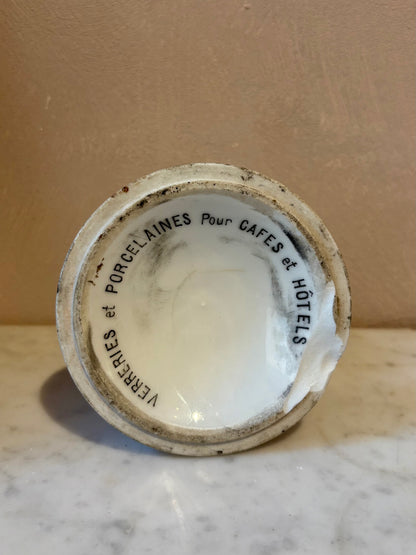 VERRERIES et PORCELAINES Pour CAFES et HÔTELS